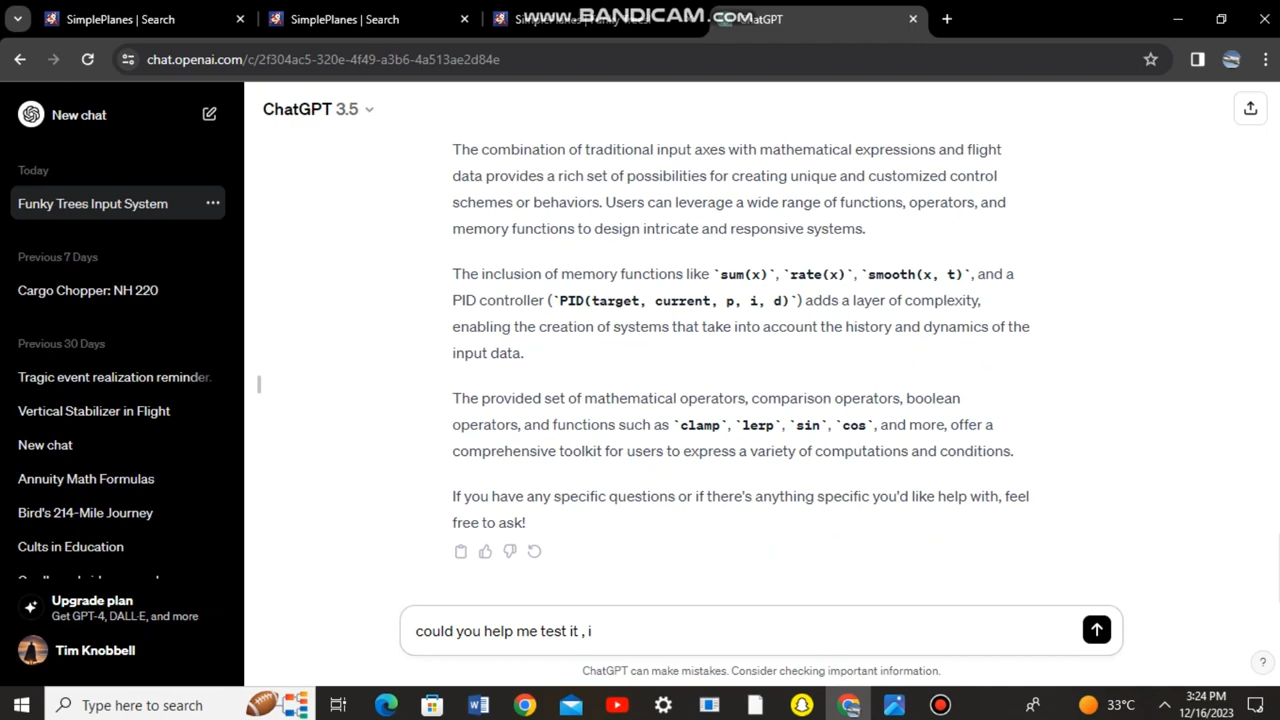 www.BANDICAM.com
SimplePlanes | Search
SimplePlanes | Search
ChatGPT
chat.openai.com/c/2f304ac5-320e-4f49-a3b6-4a513ae2d84e
New chat
ChatGPT 3.5
Today
Funky Trees Input System
Previous 7 Days
Cargo Chopper: NH 220
Previous 30 Days
Tragic event realization reminder.
Vertical Stabilizer in Flight
New chat
Annuity Math Formulas
Bird's 214-Mile Journey
Cults in Education
Upgrade plan
Get GPT-4, DALL·E, and more
Tim Knobbell
The combination of traditional input axes with mathematical expressions and flight
data provides a rich set of possibilities for creating unique and customized control
schemes or behaviors. Users can leverage a wide range of functions, operators, and
memory functions to design intricate and responsive systems.
The inclusion of memory functions like `sum(x)`, `rate(x)`, `smooth(x, t)`, and a
PID controller (`PID(target, current, p, i, d)`) adds a layer of complexity,
enabling the creation of systems that take into account the history and dynamics of the
input data.
The provided set of mathematical operators, comparison operators, boolean
operators, and functions such as `clamp`, `lerp`, `sin`, `cos`, and more, offer a
comprehensive toolkit for users to express a variety of computations and conditions.
If you have any specific questions or if there's anything specific you'd like help with, feel
free to ask!
could you help me test it , i
ChatGPT can make mistakes. Consider checking important information.
?
Type here to search
33°C
3:24 PM
12/16/2023